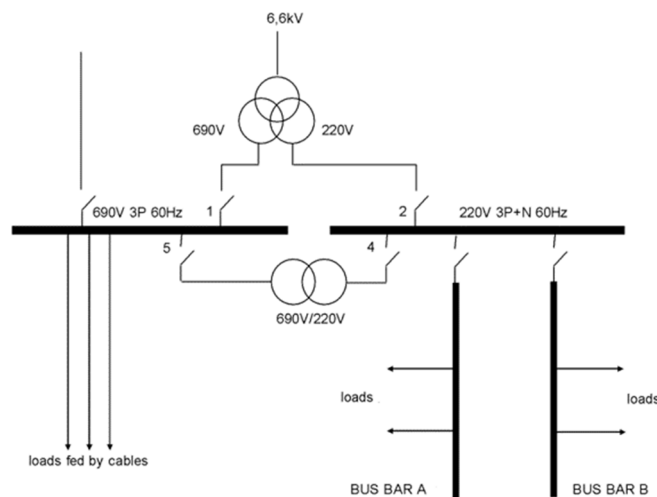 6,6kV
690V
220V
690V 3P 60Hz
1
2
220V 3P+N 60Hz
5
4
690V/220V
loads
loads
loads fed by cables
BUS BAR A
BUS BAR B